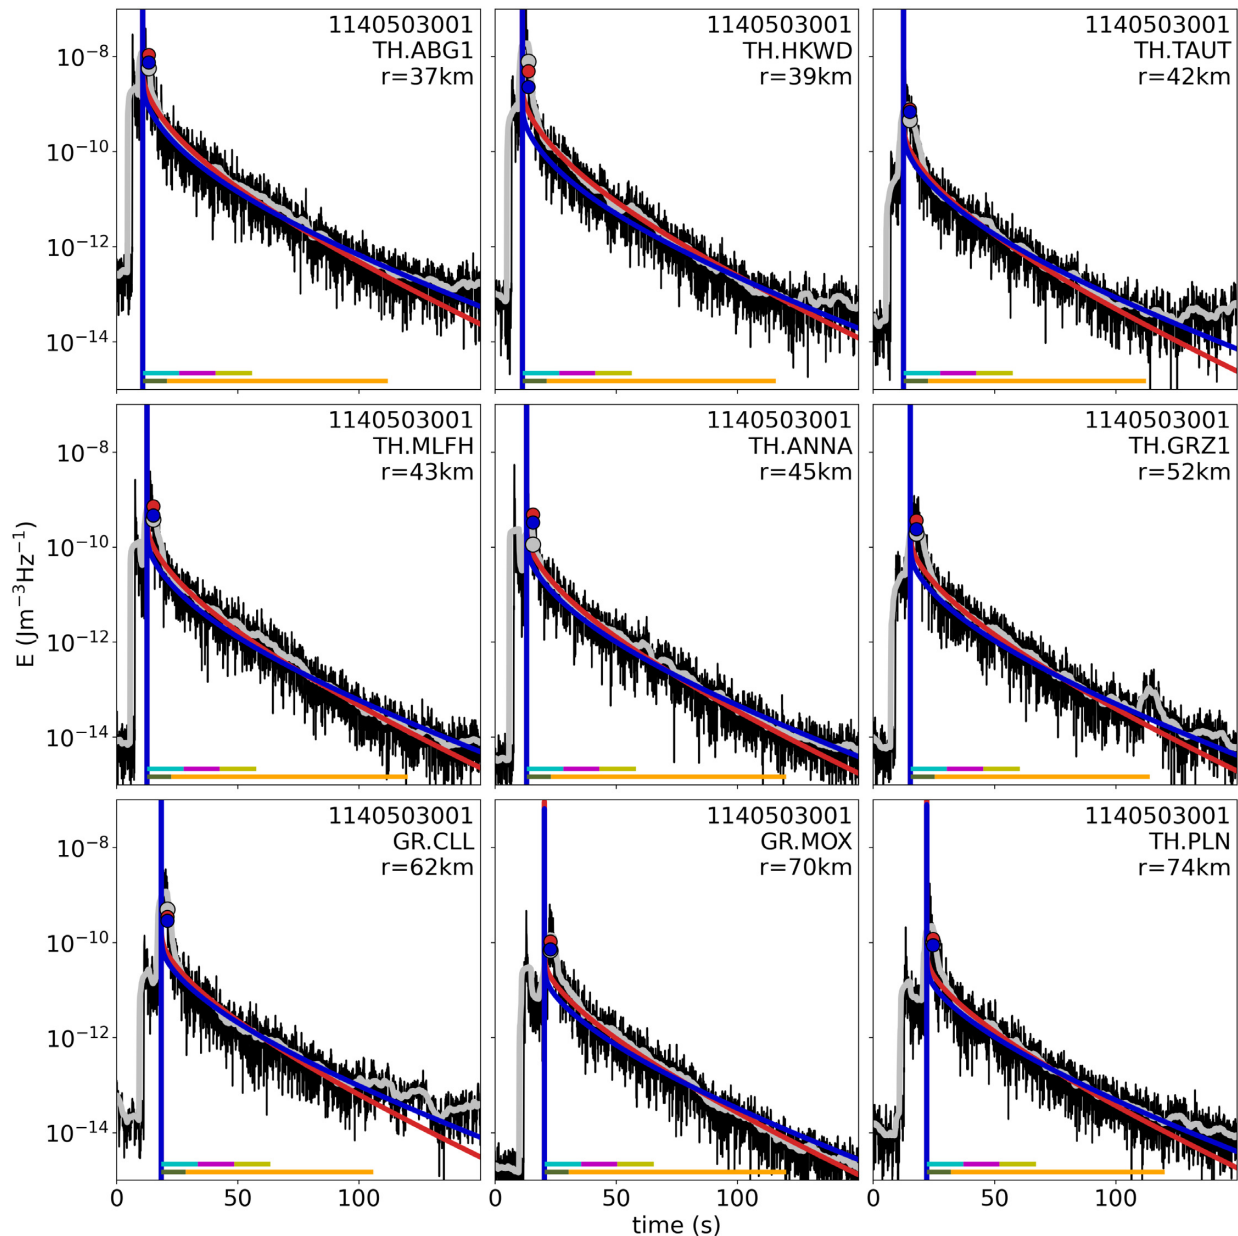 1140503001
TH.ABG1
r=37km
1140503001
TH.HKWD
r=39km
1140503001
TH.TAUT
r=42km
10⁻⁸
10⁻¹⁰
10⁻¹²
10⁻¹⁴
1140503001
TH.MLFH
r=43km
1140503001
TH.ANNA
r=45km
1140503001
TH.GRZ1
r=52km
10⁻⁸
10⁻¹⁰
10⁻¹²
10⁻¹⁴
E (Jm⁻³Hz⁻¹)
1140503001
GR.CLL
r=62km
1140503001
GR.MOX
r=70km
1140503001
TH.PLN
r=74km
10⁻⁸
10⁻¹⁰
10⁻¹²
10⁻¹⁴
0 50 100
0 50 100
0 50 100
time (s)